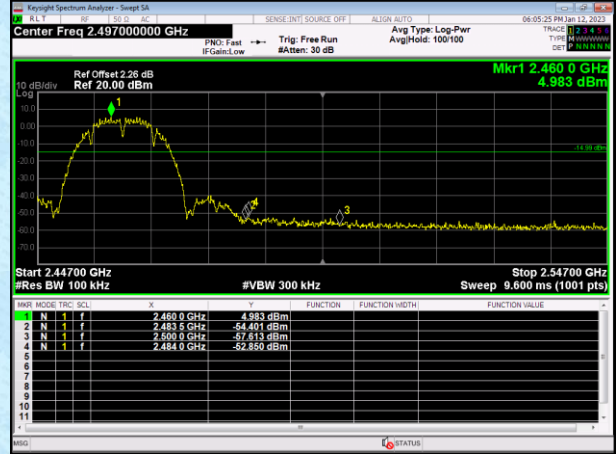 Keysight Spectrum Analyzer - Swept SA
RL T RF 50 Ω AC SENSE:INT SOURCE OFF ALIGN AUTO 06:05:25 PM Jan 12, 2023
Center Freq 2.497000000 GHz
PNO: Fast
IFGain:Low
Trig: Free Run
#Atten: 30 dB
Avg Type: Log-Pwr
Avg|Hold: 100/100
TRACE 1 2 3 4 5 6
TYPE MWWWWW
DET P NNNNN
Mkr1 2.460 0 GHz
4.983 dBm
Ref Offset 2.26 dB
Ref 20.00 dBm
10 dB/div
Log
1
10.0
0.00
-10.0
-14.99 dBm
-20.0
-30.0
-40.0
4
3
-50.0
-60.0
-70.0
Start 2.44700 GHz Stop 2.54700 GHz
#Res BW 100 kHz #VBW 300 kHz Sweep 9.600 ms (1001 pts)
MKR MODE TRC SCL X Y FUNCTION FUNCTION WIDTH FUNCTION VALUE
1 N 1 f 2.460 0 GHz 4.983 dBm
2 N 1 f 2.483 5 GHz -54.401 dBm
3 N 1 f 2.500 0 GHz -57.613 dBm
4 N 1 f 2.484 0 GHz -52.850 dBm
5
6
7
8
9
10
11
MSG STATUS